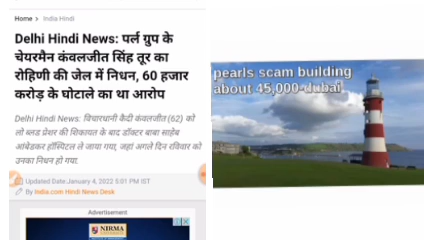 Home > India Hindi
Delhi Hindi News: पर्ल ग्रुप के
चेयरमैन कंवलजीत सिंह तूर का
रोहिणी की जेल में निधन, 60 हजार
करोड़ के घोटाले का था आरोप
Delhi Hindi News: विचाराधीन कैदी कंवलजीत (62) को
लो ब्लड प्रेशर की शिकायत के बाद डॉक्टर बाबा साहेब
आंबेडकर हॉस्पिटल ले जाया गया, जहां अगले दिन रविवार को
उनका निधन हो गया.
Updated Date:January 4, 2022 5:01 PM IST
By India.com Hindi News Desk
Advertisement
NIRMA
UNIVERSITY
pearls scam building
about 45,000-dubai